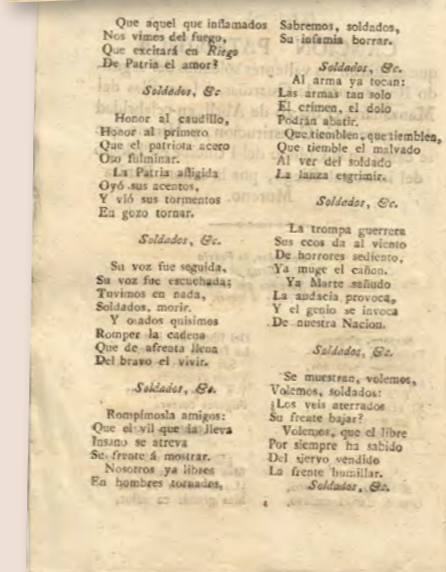 Que aquel que inflamados
Nos vimes del fuego,
Que excitará en Riego
De Patria el amor?
Soldados, &c
Honor al caudillo,
Honor al primero
Que el patriota acero
Oso fulminar.
La Patria afligida
Oyó sus acentos,
Y vió sus tormentos
En gozo tornar.
Soldados, &c.
Su voz fue seguida,
Su voz fue escuchada;
Tuvimos en nada,
Soldados, morir.
Y osados quisimos
Romper la cadena
Que de afrenta llena
Del bravo el vivir.
Soldados, &c.
Rompimosla amigos:
Que el vil que la lleva
Insano se atreva
Su frente á mostrar.
Nosotros ya libres
En hombres tornados,
Sabremos, soldados,
Su infamia borrar.
Soldados, &c.
Al arma ya tocan:
Las armas tan solo
El crimen, el dolo
Podrán abatir.
Que tiemblen, que tiemblen,
Que tiemble el malvado
Al ver del soldado
La lanza esgrimir.
Soldados, &c.
La trompa guerrera
Sus ecos da al viento
De horrores sediento,
Ya muge el cañon.
Ya Marte sañudo
La audacia provoca,
Y el genio se invoca
De nuestra Nacion.
Soldados, &c.
Se muestran, volemos,
Volemos, soldados:
¿Los veis aterrados
Su frente bajar?
Volemos, que el libre
Por siempre ha sabido
Del siervo vendido
La frente humillar.
Soldados, &c.